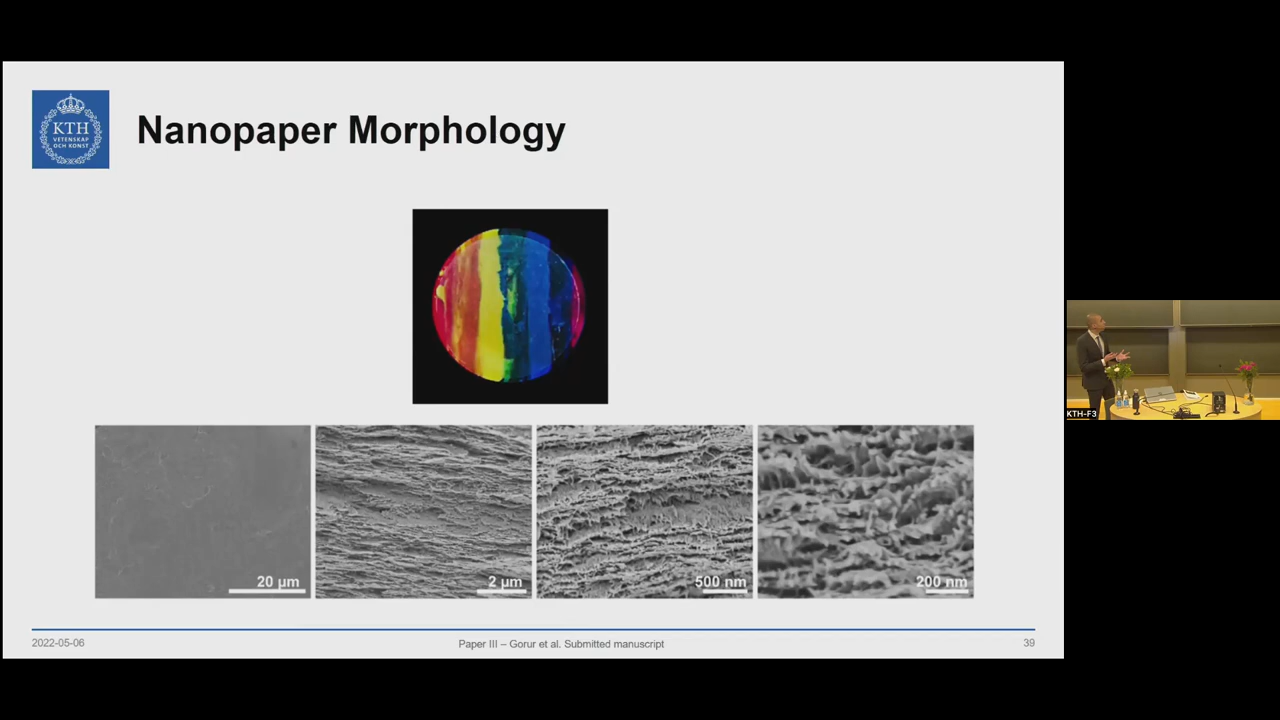 KTH
VETENSKAP
OCH KONST
Nanopaper Morphology
20 µm
2 µm
500 nm
200 nm
2022-05-06
Paper III – Gorur et al. Submitted manuscript
39
KTH-F3